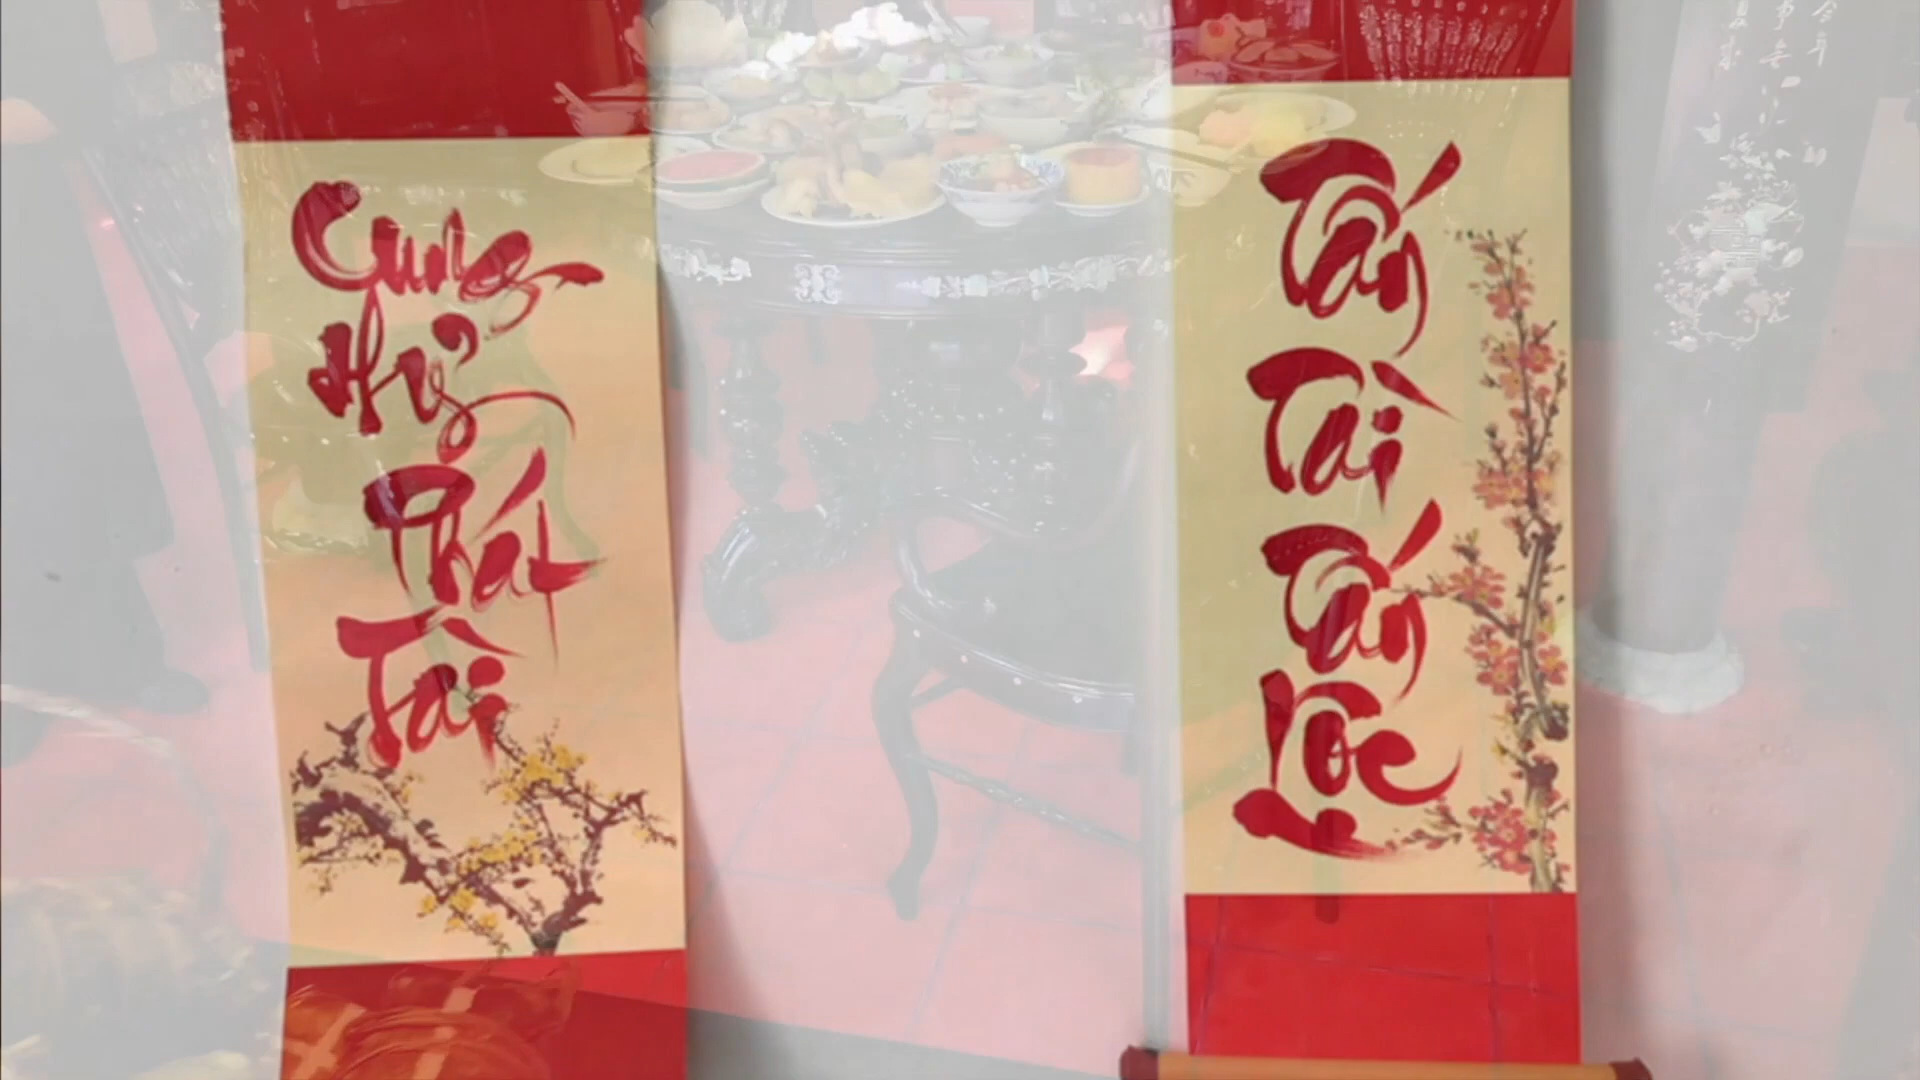 Cung
Hỷ
Phát
Tài
Tấn
Tài
Tấn
Lộc